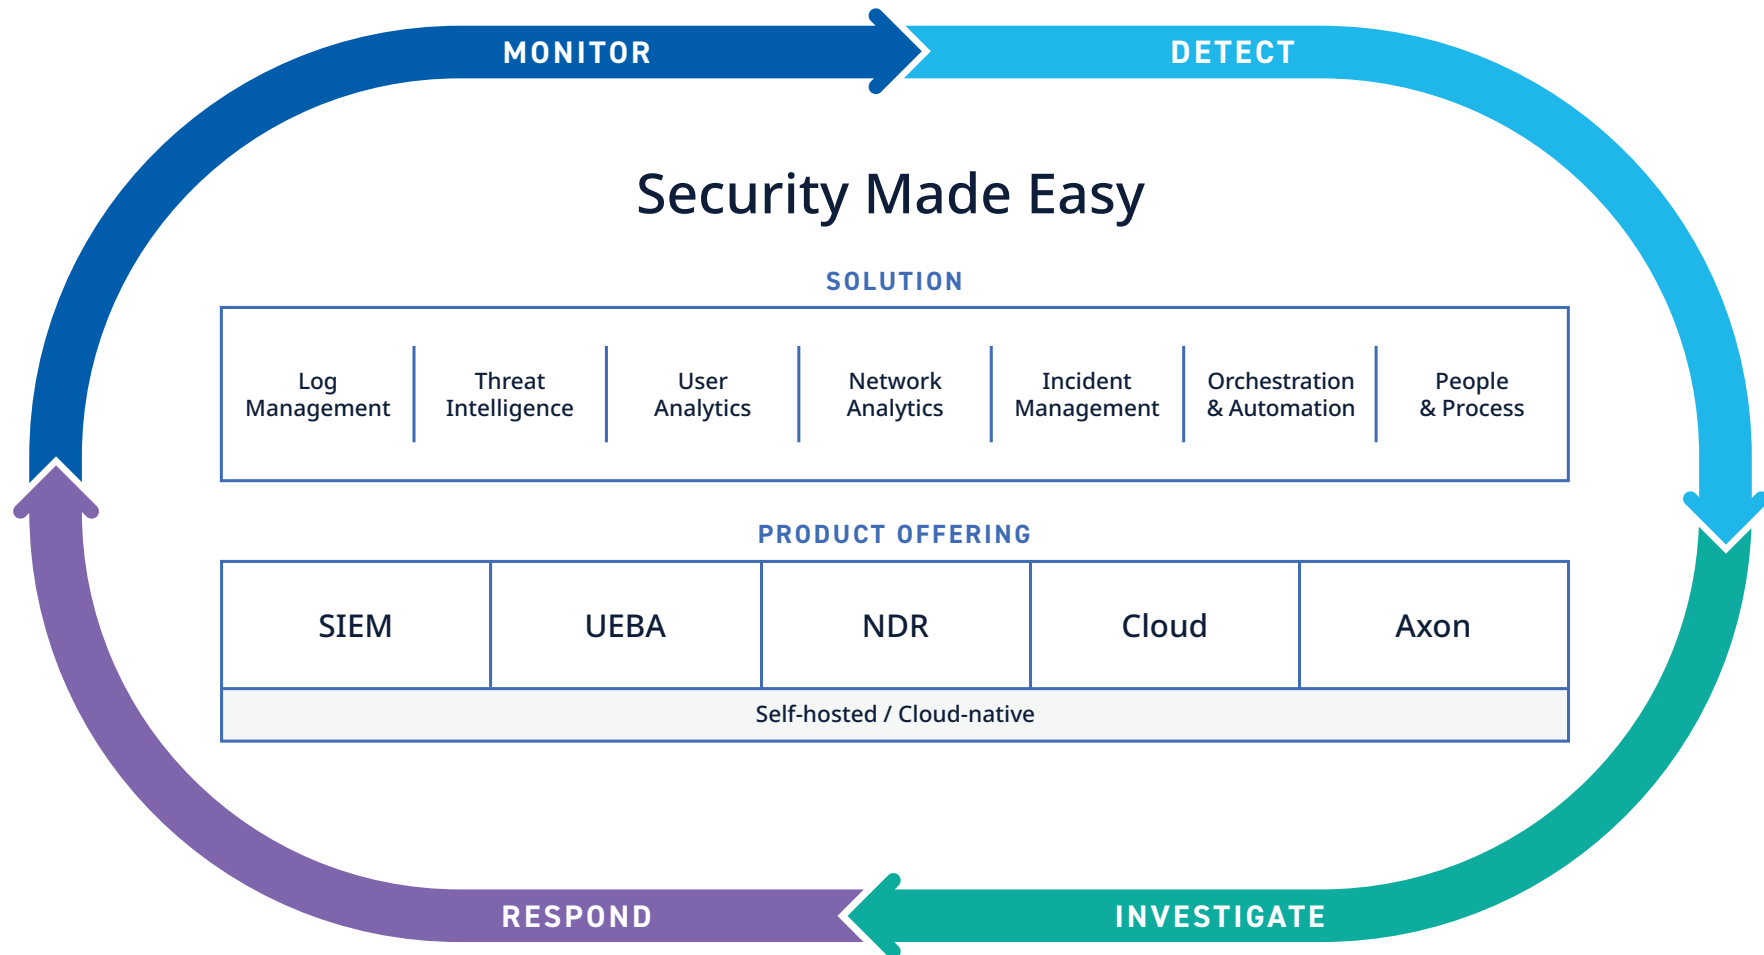 MONITOR
DETECT
Security Made Easy
SOLUTION
Log
Management
Threat
Intelligence
User
Analytics
Network
Analytics
Incident
Management
Orchestration
& Automation
People
& Process
PRODUCT OFFERING
SIEM
UEBA
NDR
Cloud
Axon
Self-hosted / Cloud-native
RESPOND
INVESTIGATE